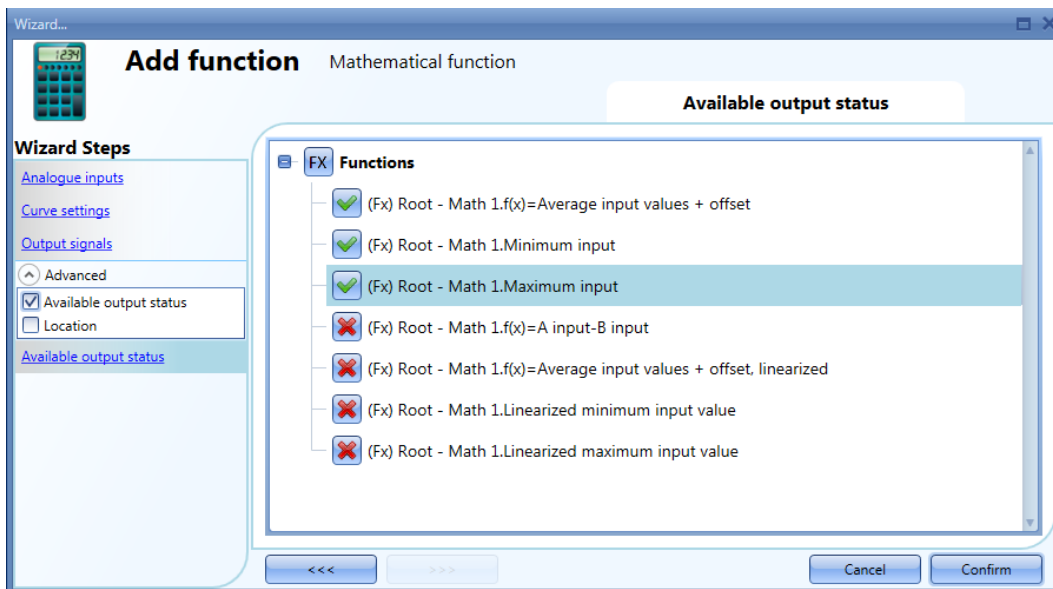 Wizard...
1234
Add function
Mathematical function
Available output status
Wizard Steps
Analogue inputs
Curve settings
Output signals
Advanced
Available output status
Location
Available output status
FX Functions
(Fx) Root - Math 1.f(x)=Average input values + offset
(Fx) Root - Math 1.Minimum input
(Fx) Root - Math 1.Maximum input
(Fx) Root - Math 1.f(x)=A input-B input
(Fx) Root - Math 1.f(x)=Average input values + offset, linearized
(Fx) Root - Math 1.Linearized minimum input value
(Fx) Root - Math 1.Linearized maximum input value
<<<
>>>
Cancel
Confirm